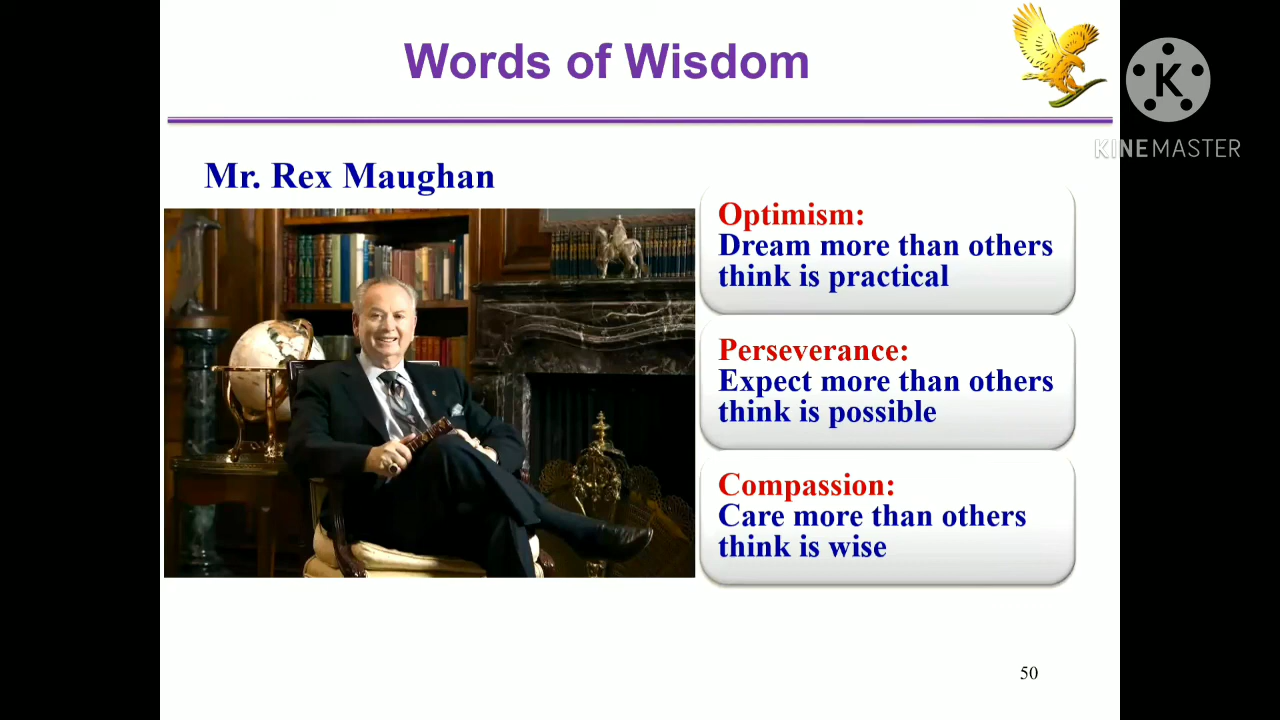 Words of Wisdom
K
KINEMASTER
Mr. Rex Maughan
Optimism:
Dream more than others
think is practical
Perseverance:
Expect more than others
think is possible
Compassion:
Care more than others
think is wise
50